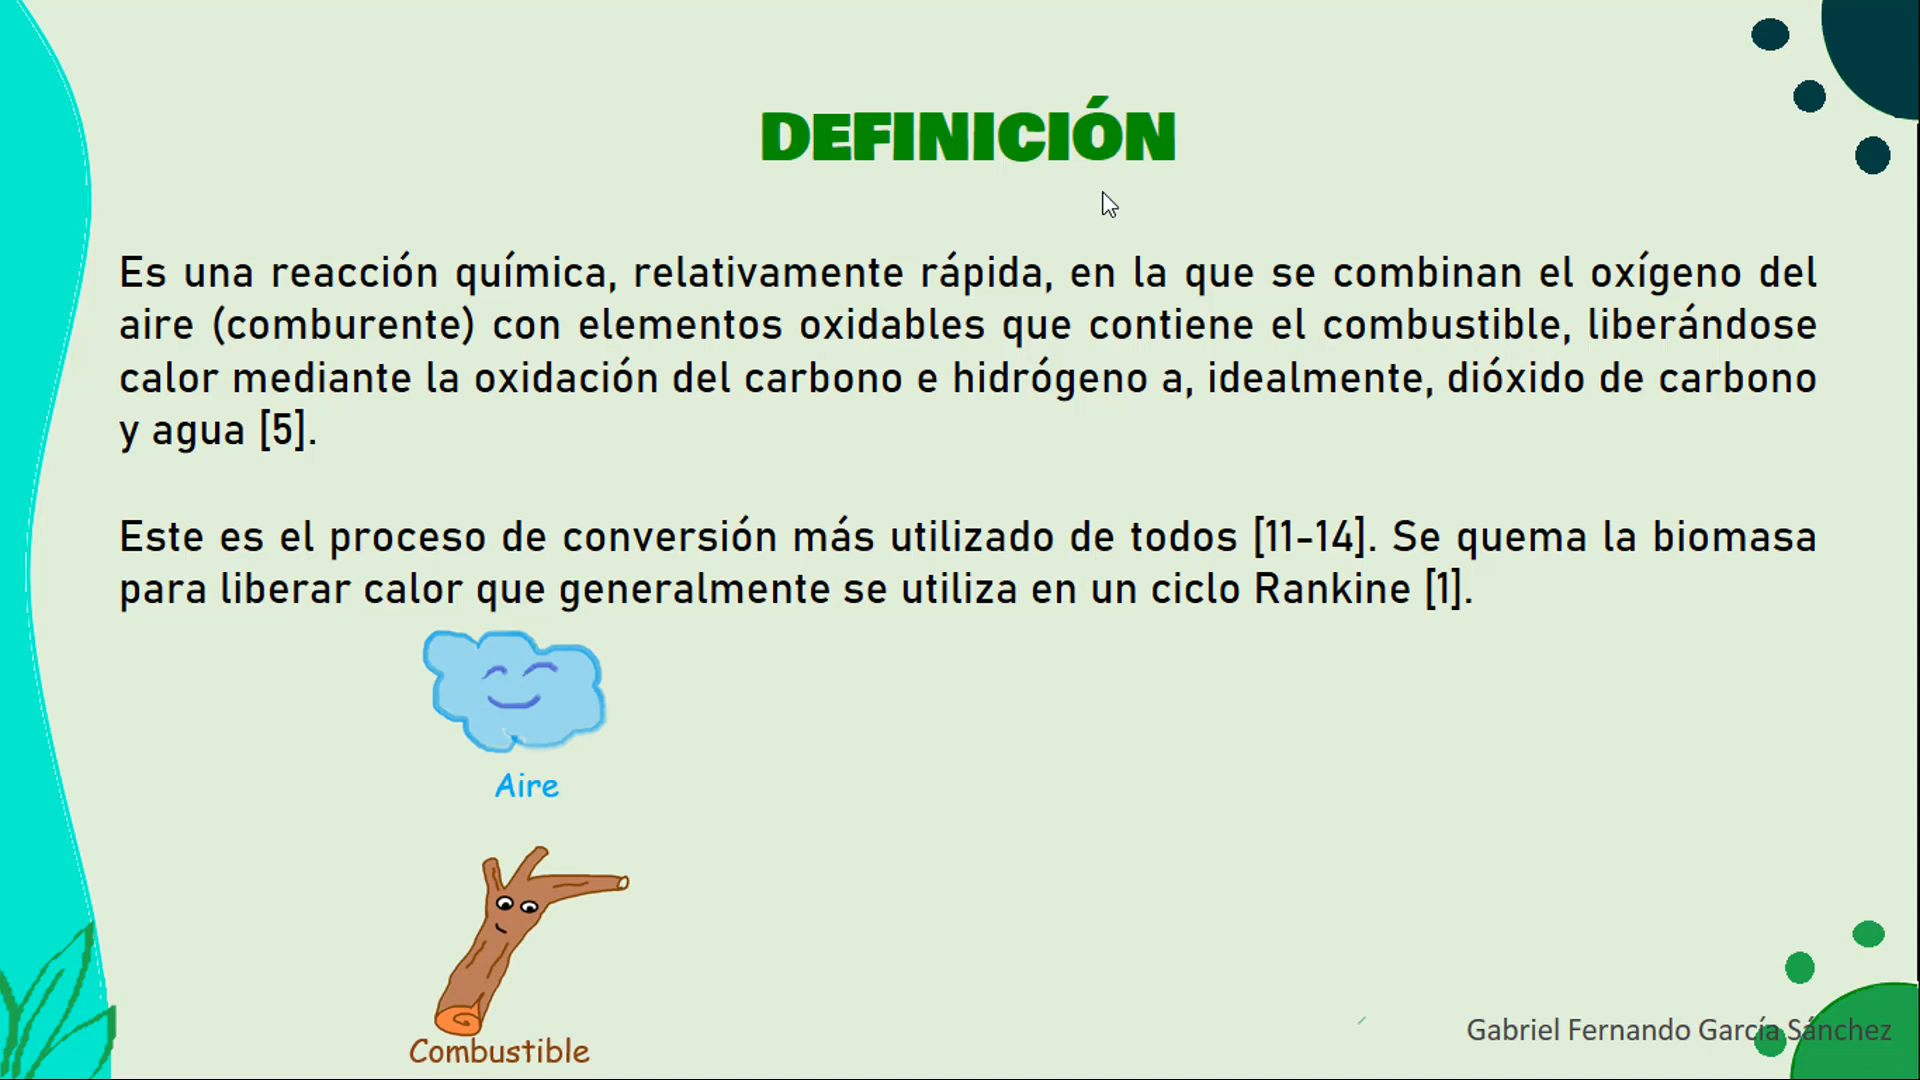 DEFINICIÓN
Es una reacción química, relativamente rápida, en la que se combinan el oxígeno del
aire (comburente) con elementos oxidables que contiene el combustible, liberándose
calor mediante la oxidación del carbono e hidrógeno a, idealmente, dióxido de carbono
y agua [5].
Este es el proceso de conversión más utilizado de todos [11-14]. Se quema la biomasa
para liberar calor que generalmente se utiliza en un ciclo Rankine [1].
Aire
Combustible
Gabriel Fernando García Sánchez